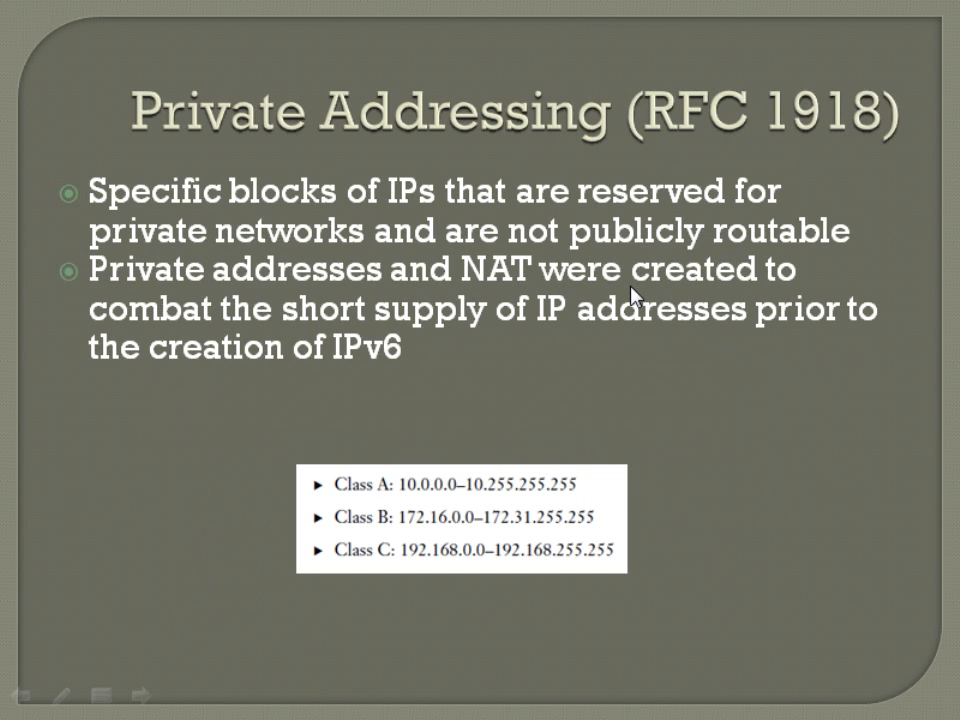 Private Addressing (RFC 1918)
Specific blocks of IPs that are reserved for
private networks and are not publicly routable
Private addresses and NAT were created to
combat the short supply of IP addresses prior to
the creation of IPv6
Class A: 10.0.0.0–10.255.255.255
Class B: 172.16.0.0–172.31.255.255
Class C: 192.168.0.0–192.168.255.255